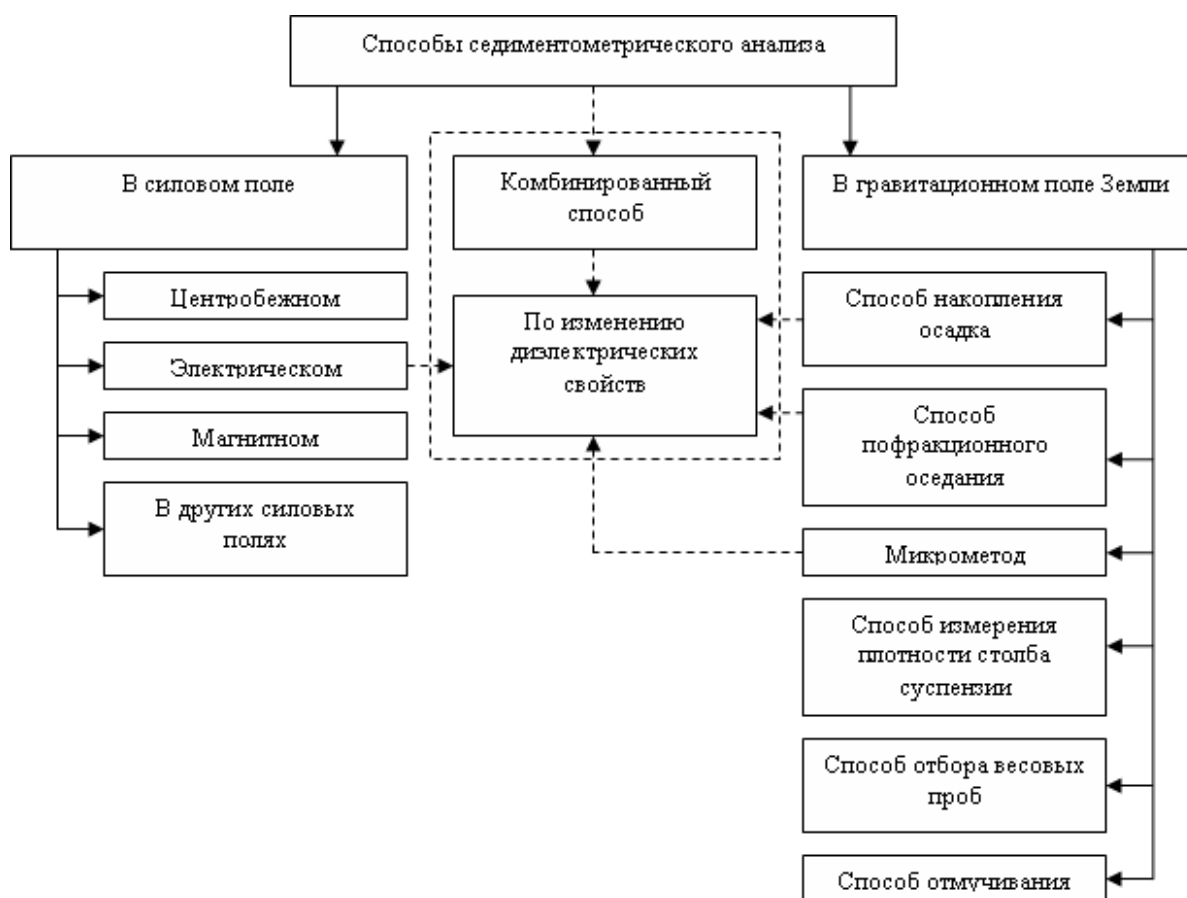 Способы седиментометрического анализа
В силовом поле
Комбинированный
способ
В гравитационном поле Земли
Центробежном
Электрическом
Магнитном
В других силовых
полях
По изменению
диэлектрических
свойств
Способ накопления
осадка
Способ
пофракционного
оседания
Микрометод
Способ измерения
плотности столба
суспензии
Способ отбора весовых
проб
Способ отмучивания